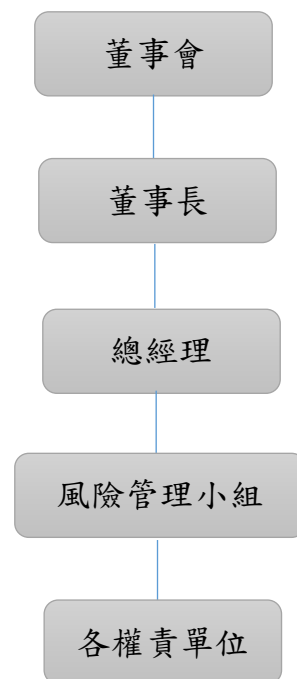 董事會
董事長
總經理
風險管理小組
各權責單位